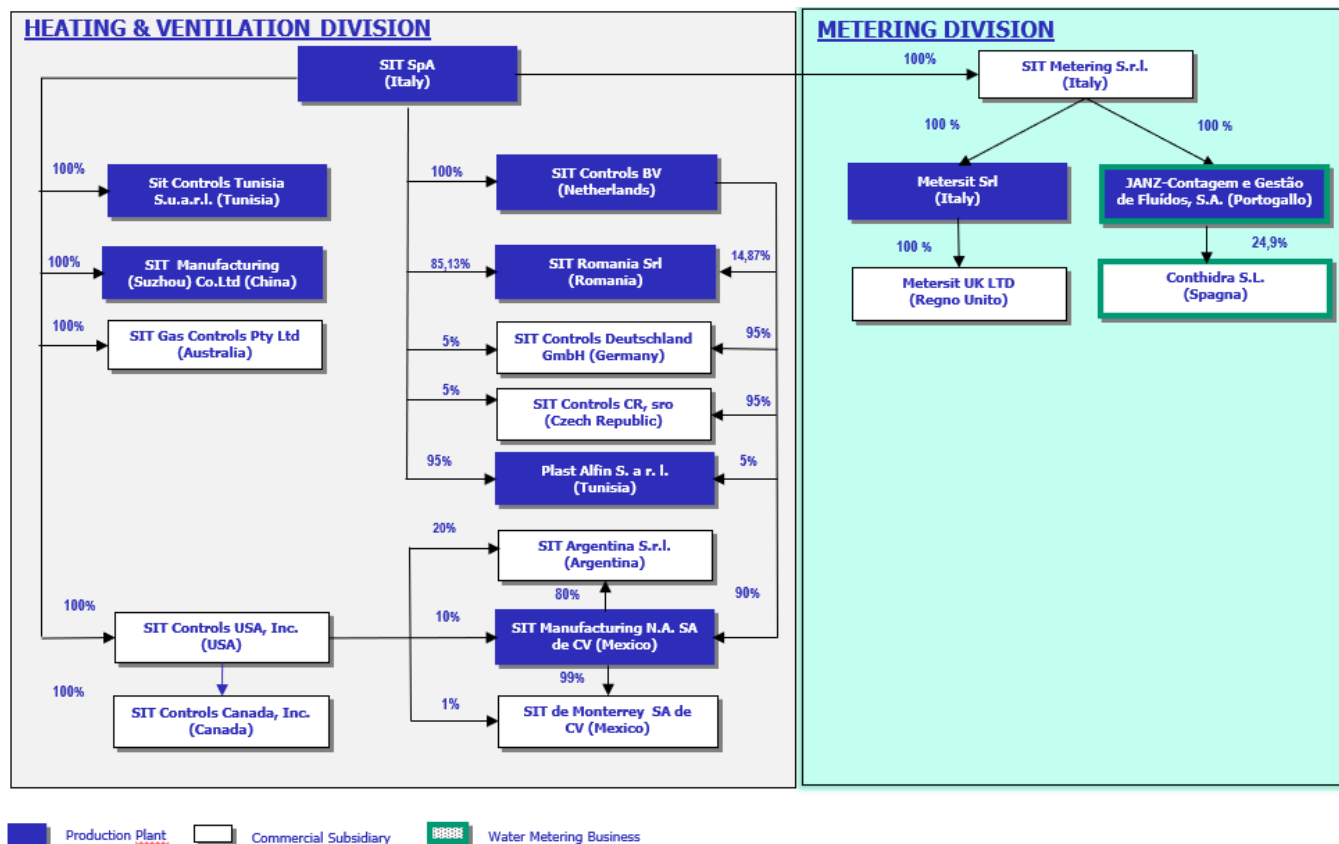 HEATING & VENTILATION DIVISION
METERING DIVISION
SIT SpA
(Italy)
100%
SIT Metering S.r.l.
(Italy)
100 %
100 %
100%
Sit Controls Tunisia
S.u.a.r.l. (Tunisia)
100%
SIT Controls BV
(Netherlands)
Metersit Srl
(Italy)
JANZ-Contagem e Gestão
de Fluídos, S.A. (Portogallo)
100%
SIT Manufacturing
(Suzhou) Co.Ltd (China)
85,13%
SIT Romania Srl
(Romania)
14,87%
100 %
24,9%
Metersit UK LTD
(Regno Unito)
Conthidra S.L.
(Spagna)
100%
SIT Gas Controls Pty Ltd
(Australia)
5%
SIT Controls Deutschland
GmbH (Germany)
95%
5%
SIT Controls CR, sro
(Czech Republic)
95%
95%
Plast Alfin S. a r. l.
(Tunisia)
5%
20%
SIT Argentina S.r.l.
(Argentina)
80%
90%
100%
SIT Controls USA, Inc.
(USA)
10%
SIT Manufacturing N.A. SA
de CV (Mexico)
99%
100%
SIT Controls Canada, Inc.
(Canada)
1%
SIT de Monterrey SA de
CV (Mexico)
Production Plant
Commercial Subsidiary
Water Metering Business